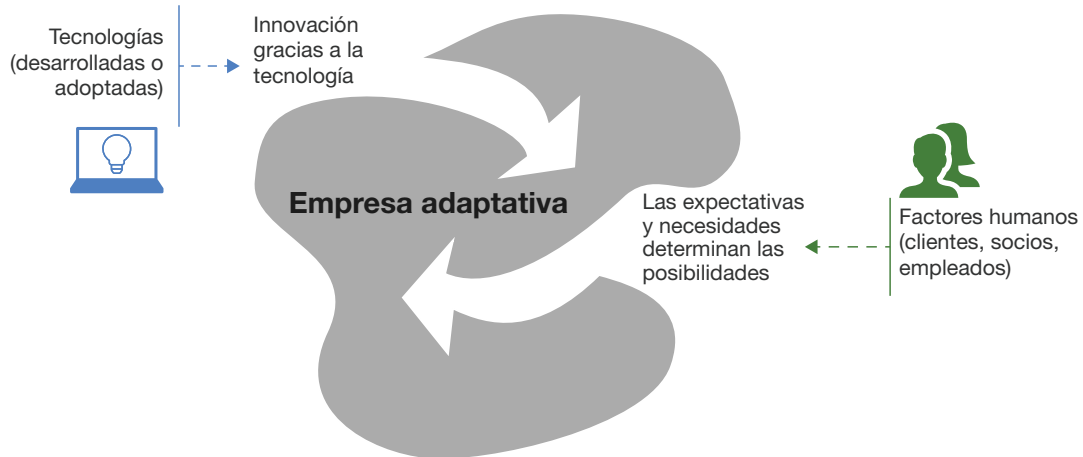 Tecnologías
(desarrolladas o
adoptadas)
Innovación
gracias a la
tecnología
Empresa adaptativa
Las expectativas
y necesidades
determinan las
posibilidades
Factores humanos
(clientes, socios,
empleados)